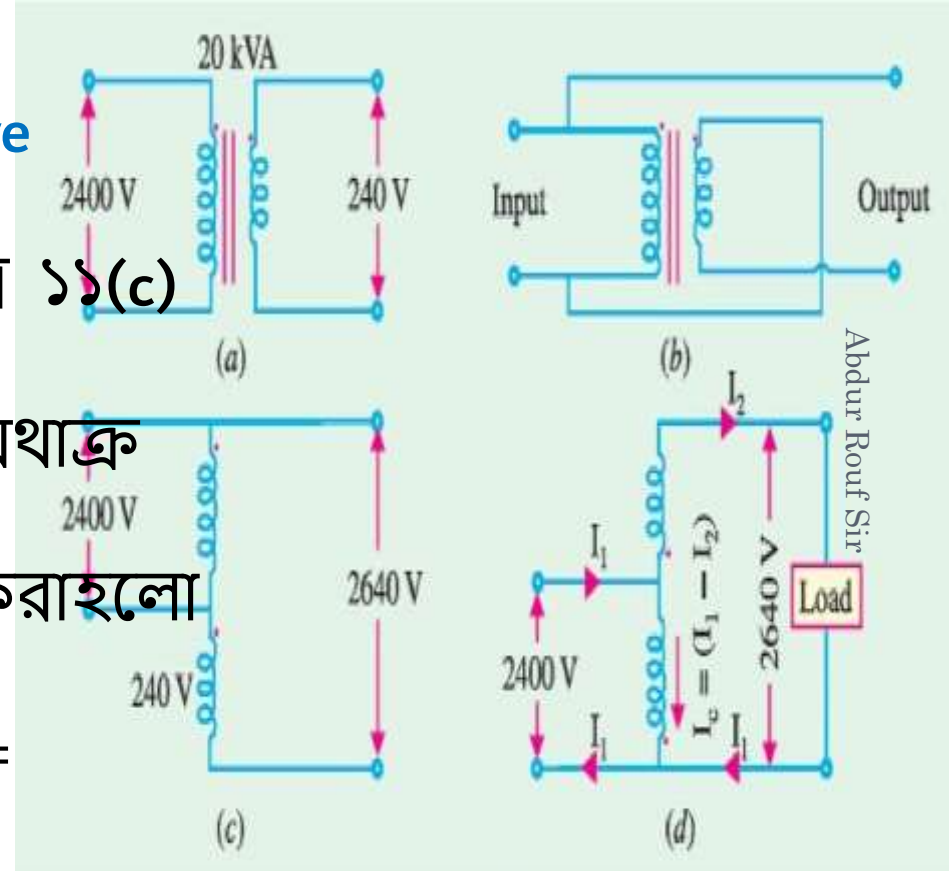 20 kVA
2400 V
240 V
(a)
Input
Output
(b)
১১(c)
2400 V
240 V
2640 V
করাহলো
=
(c)
I₂
I₁
2400 V
I_c = (I₁ − I₂)
2640 V
Load
I₁
I₁
(d)
Abdur Rouf Sir